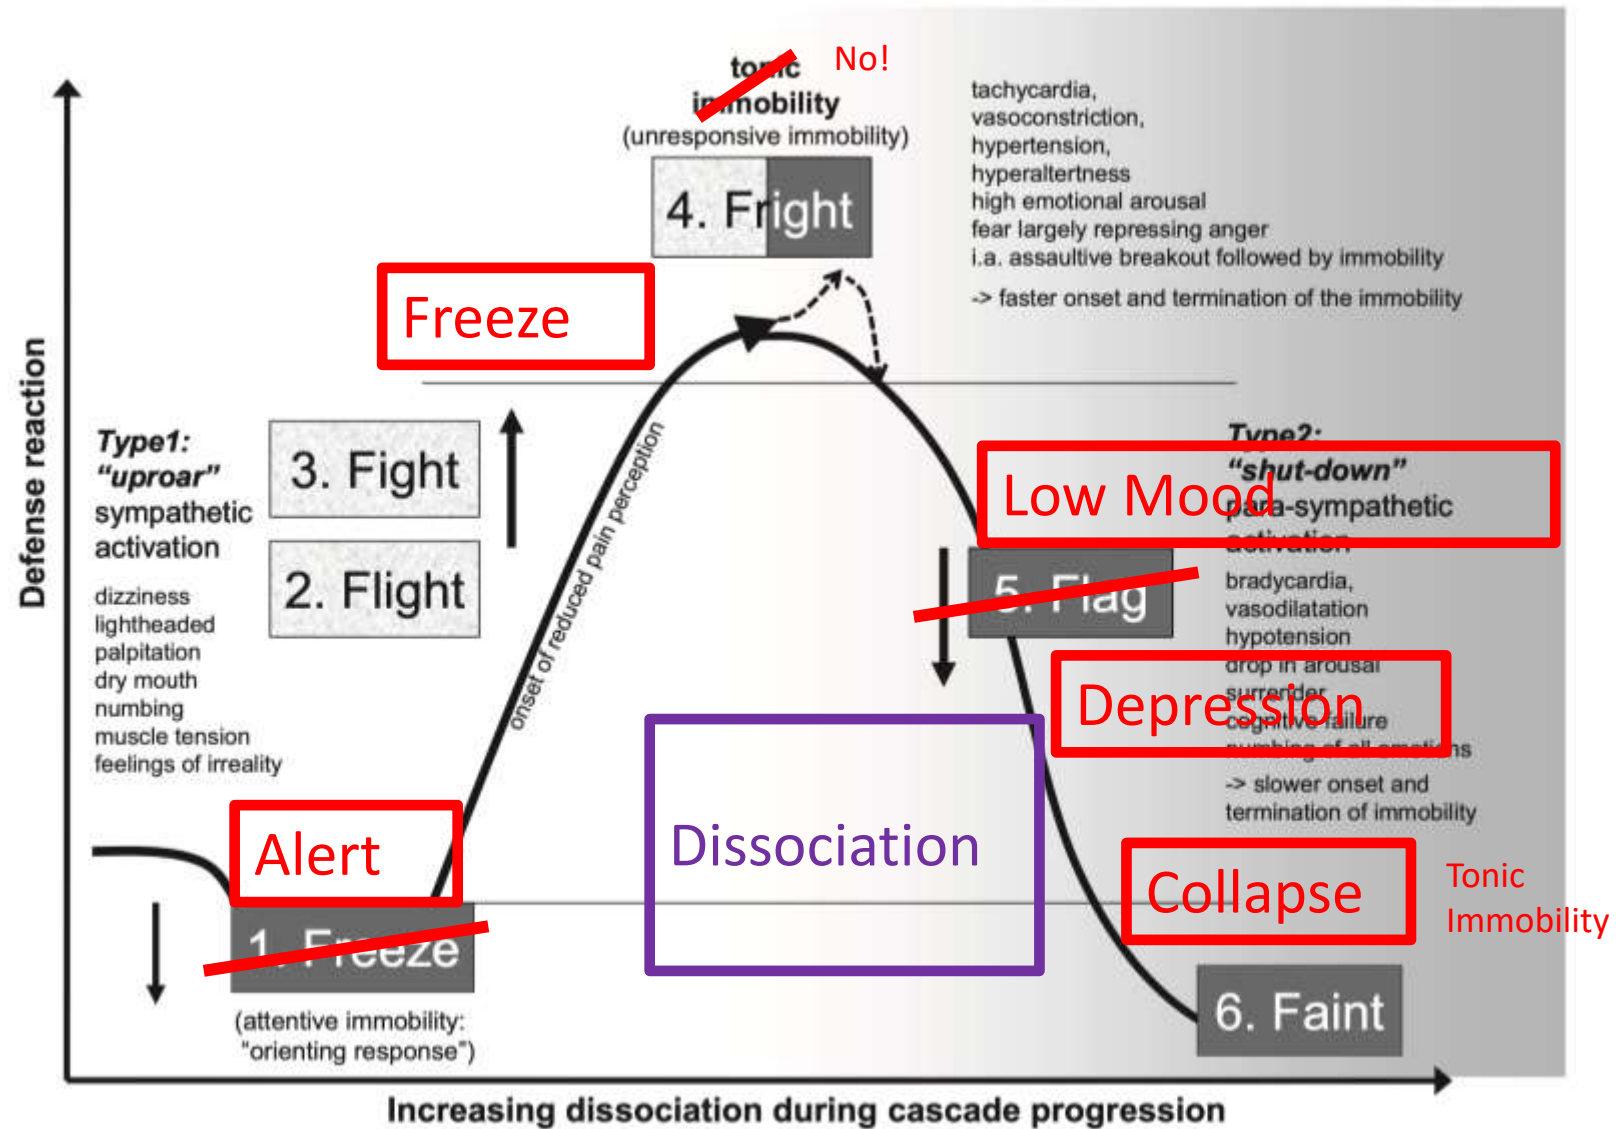 tonic
immobility
No!
(unresponsive immobility)
4. Fright
tachycardia,
vasoconstriction,
hypertension,
hyperaltertness
high emotional arousal
fear largely repressing anger
i.a. assaultive breakout followed by immobility
-> faster onset and termination of the immobility
Freeze
Defense reaction
Type1:
"uproar"
sympathetic
activation
3. Fight
2. Flight
dizziness
lightheaded
palpitation
dry mouth
numbing
muscle tension
feelings of irreality
onset of reduced pain perception
Type2:
"shut-down"
Low Mood
para-sympathetic
activation
5. Flag
bradycardia,
vasodilatation
hypotension
drop in arousal
surrender
Depression
cognitive failure
numbing of all emotions
-> slower onset and
termination of immobility
Alert
Dissociation
Collapse
Tonic
Immobility
1. Freeze
(attentive immobility:
"orienting response")
6. Faint
Increasing dissociation during cascade progression